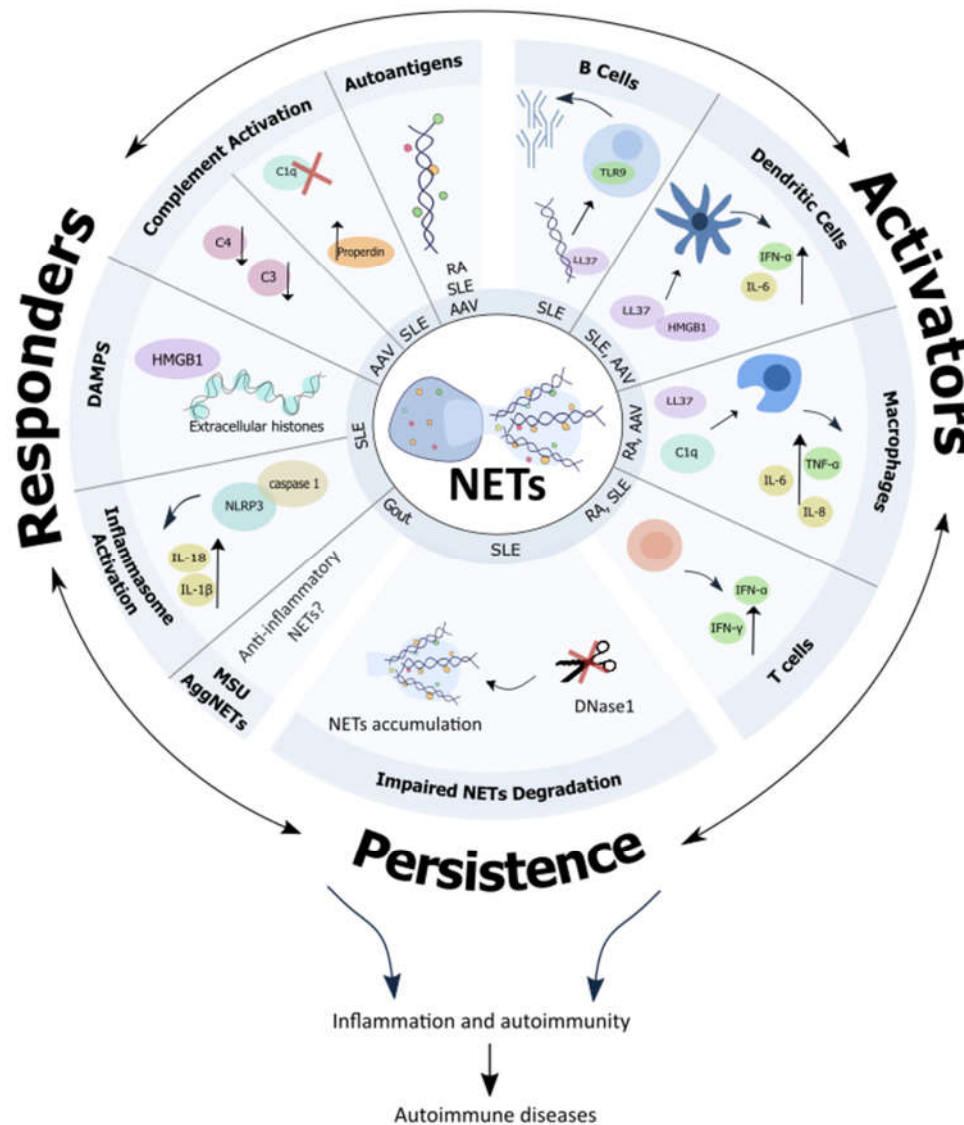 Responders
Activators
Persistence
Autoantigens
RA
SLE
AAV
Complement Activation
C1q
Properdin
SLE
C4
C3
AAV
DAMPS
HMGB1
Extracellular histones
SLE
Inflammasome
Activation
caspase 1
NLRP3
IL-18
IL-1β
MSU
AggNETs
Anti-inflammatory
NETs?
Gout
B Cells
TLR9
LL37
SLE
Dendritic Cells
IFN-α
IL-6
LL37
HMGB1
SLE, AAV
Macrophages
LL37
C1q
TNF-α
IL-6
IL-8
RA, AAV
T cells
IFN-α
IFN-γ
RA, SLE
NETs
SLE
NETs accumulation
DNase1
Impaired NETs Degradation
Inflammation and autoimmunity
Autoimmune diseases